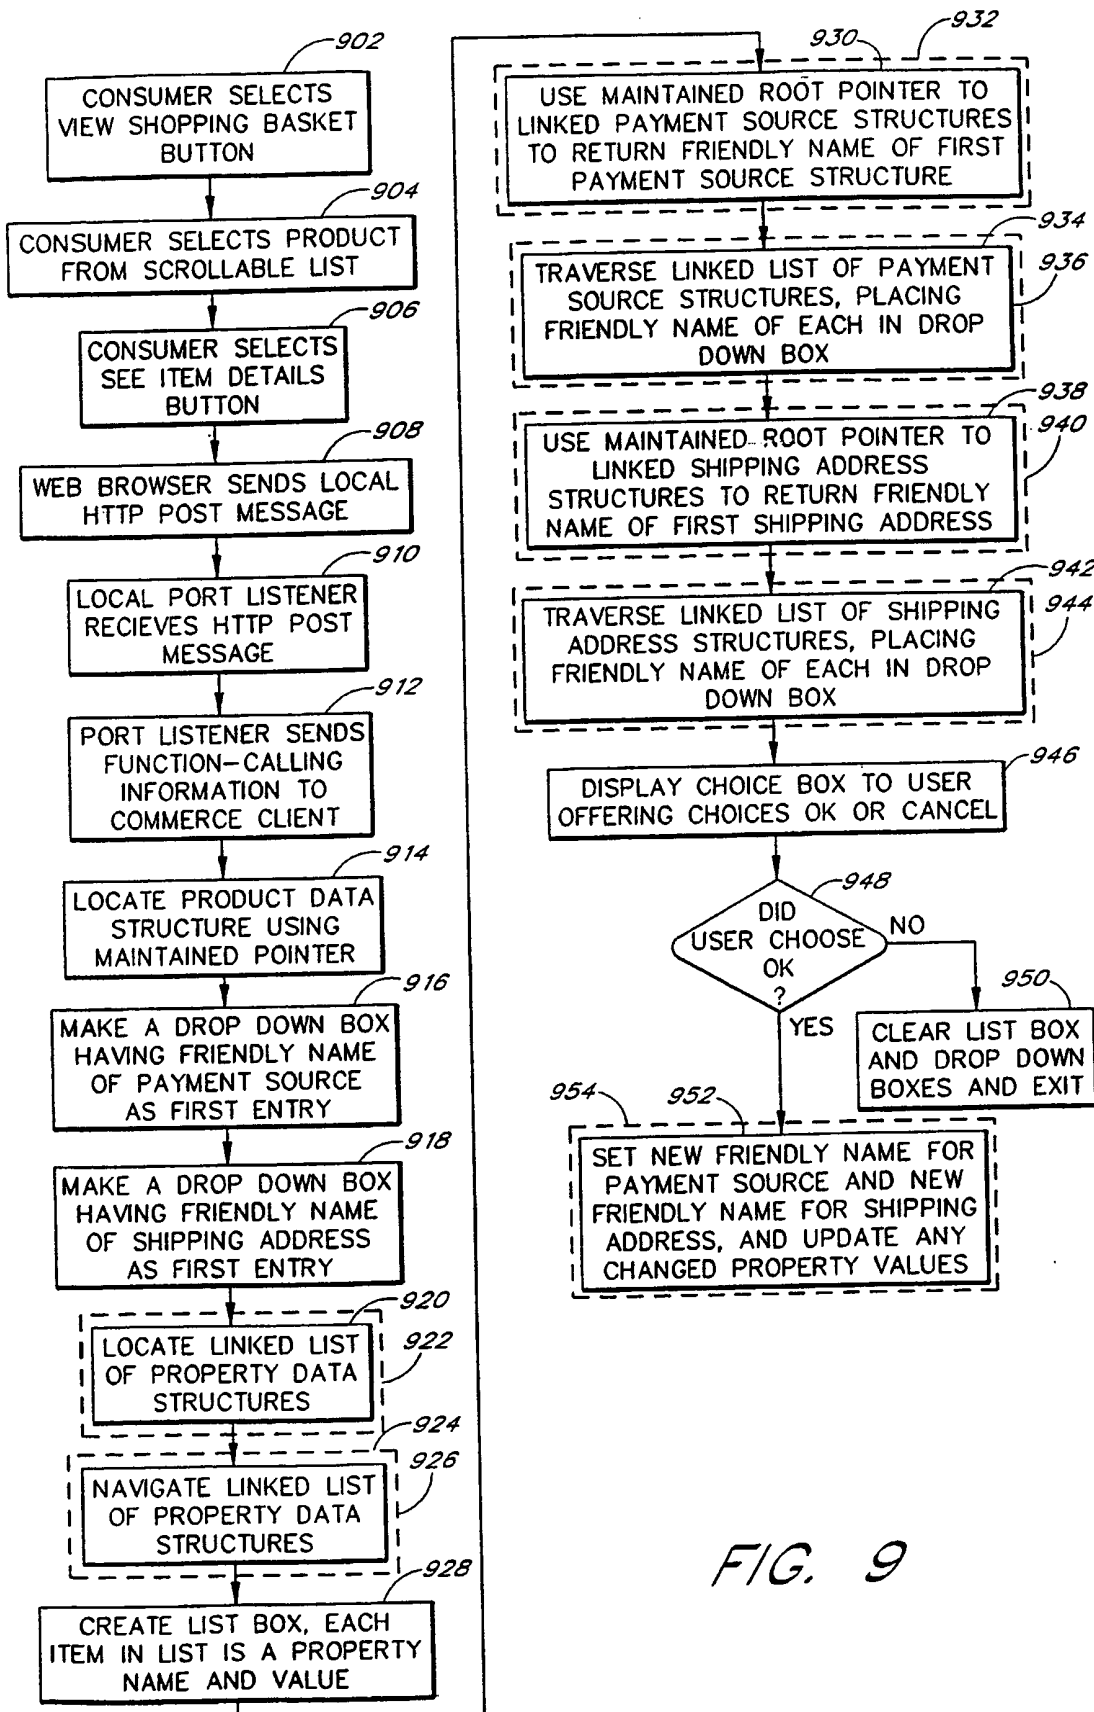 902
CONSUMER SELECTS
VIEW SHOPPING BASKET
BUTTON
904
CONSUMER SELECTS PRODUCT
FROM SCROLLABLE LIST
906
CONSUMER SELECTS
SEE ITEM DETAILS
BUTTON
908
WEB BROWSER SENDS LOCAL
HTTP POST MESSAGE
910
LOCAL PORT LISTENER
RECIEVES HTTP POST
MESSAGE
912
PORT LISTENER SENDS
FUNCTION-CALLING
INFORMATION TO
COMMERCE CLIENT
914
LOCATE PRODUCT DATA
STRUCTURE USING
MAINTAINED POINTER
916
MAKE A DROP DOWN BOX
HAVING FRIENDLY NAME
OF PAYMENT SOURCE
AS FIRST ENTRY
918
MAKE A DROP DOWN BOX
HAVING FRIENDLY NAME
OF SHIPPING ADDRESS
AS FIRST ENTRY
920
922
LOCATE LINKED LIST
OF PROPERTY DATA
STRUCTURES
924
926
NAVIGATE LINKED LIST
OF PROPERTY DATA
STRUCTURES
928
CREATE LIST BOX, EACH
ITEM IN LIST IS A PROPERTY
NAME AND VALUE
930
932
USE MAINTAINED ROOT POINTER TO
LINKED PAYMENT SOURCE STRUCTURES
TO RETURN FRIENDLY NAME OF FIRST
PAYMENT SOURCE STRUCTURE
934
936
TRAVERSE LINKED LIST OF PAYMENT
SOURCE STRUCTURES, PLACING
FRIENDLY NAME OF EACH IN DROP
DOWN BOX
938
940
USE MAINTAINED ROOT POINTER TO
LINKED SHIPPING ADDRESS
STRUCTURES TO RETURN FRIENDLY
NAME OF FIRST SHIPPING ADDRESS
942
944
TRAVERSE LINKED LIST OF SHIPPING
ADDRESS STRUCTURES, PLACING
FRIENDLY NAME OF EACH IN DROP
DOWN BOX
946
DISPLAY CHOICE BOX TO USER
OFFERING CHOICES OK OR CANCEL
948
DID
USER CHOOSE
OK
?
NO
YES
950
CLEAR LIST BOX
AND DROP DOWN
BOXES AND EXIT
954
952
SET NEW FRIENDLY NAME FOR
PAYMENT SOURCE AND NEW
FRIENDLY NAME FOR SHIPPING
ADDRESS, AND UPDATE ANY
CHANGED PROPERTY VALUES
FIG. 9